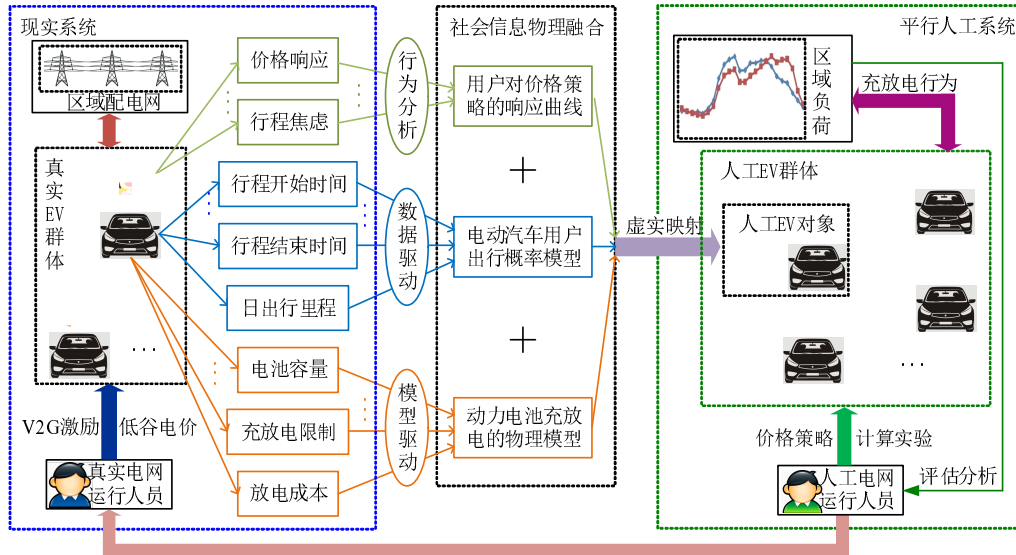 现实系统
区域配电网
真实EV群体
V2G激励
低谷电价
真实电网
运行人员
价格响应
行程焦虑
行程开始时间
行程结束时间
日出行里程
电池容量
充放电限制
放电成本
行为分析
数据驱动
模型驱动
社会信息物理融合
用户对价格策
略的响应曲线
+
电动汽车用户
出行概率模型
+
动力电池充放
电的物理模型
虚实映射
平行人工系统
区域负荷
充放电行为
人工EV群体
人工EV对象
...
...
价格策略
计算实验
人工电网
运行人员
评估分析